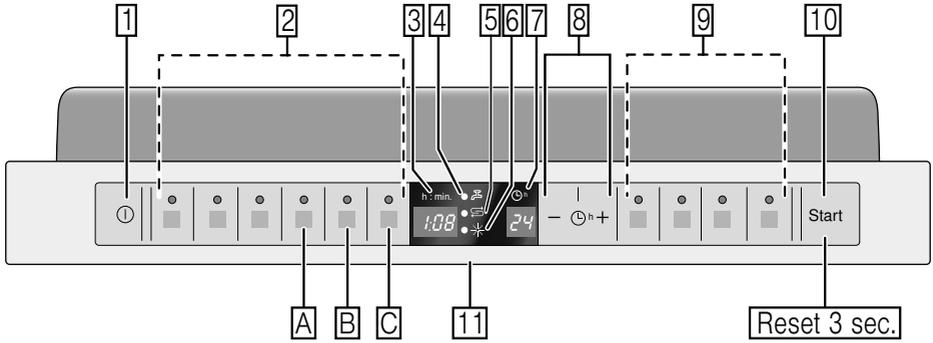 1 2 3 4 5 6 7 8 9 10
h : min. h
1:08 24 − h + Start
A B C 11 Reset 3 sec.